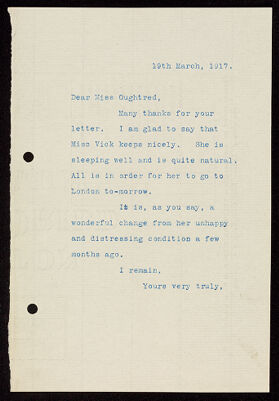 19th March, 1917.
Dear Miss Oughtred,
Many thanks for your
letter. I am glad to say that
Miss Vick keeps nicely. She is
sleeping well and is quite natural.
All is in order for her to go to
London to-morrow.
It is, as you say, a
wonderful change from her unhappy
and distressing condition a few
months ago.
I remain,
Yours very truly,